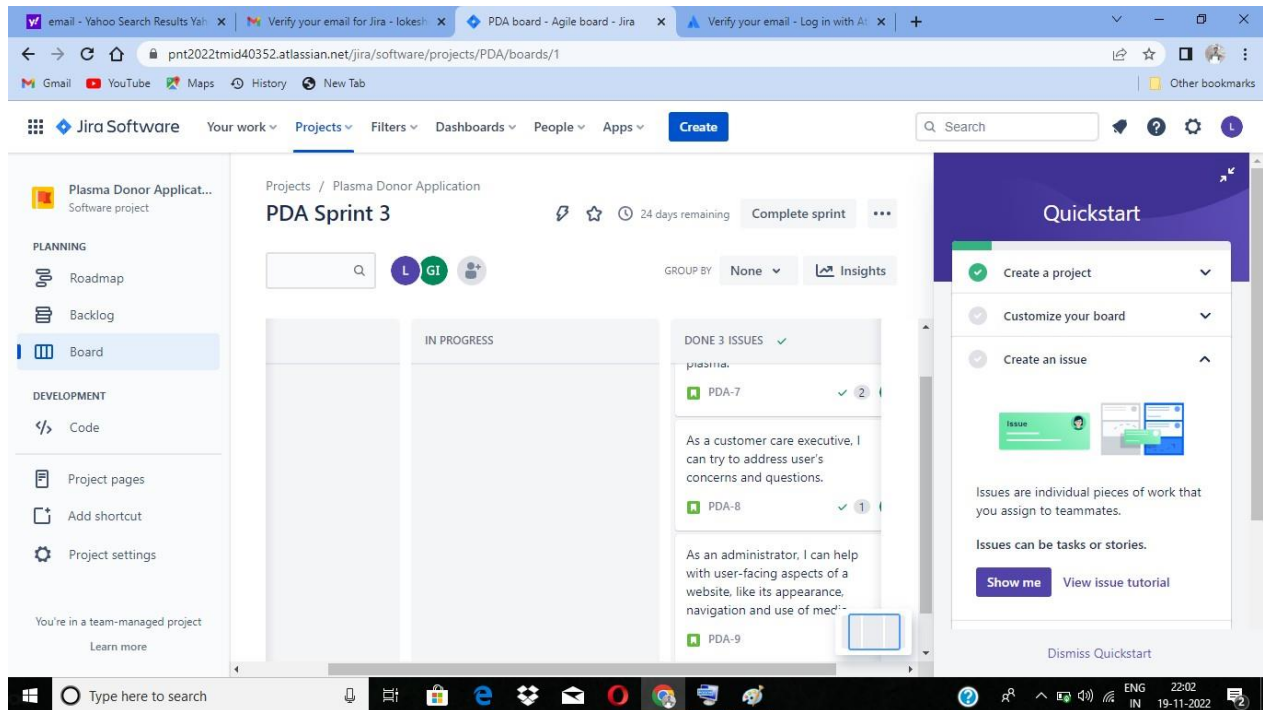 email - Yahoo Search Results Yah
Verify your email for Jira - lokesh
PDA board - Agile board - Jira
Verify your email - Log in with At
pnt2022tmid40352.atlassian.net/jira/software/projects/PDA/boards/1
Gmail YouTube Maps History New Tab Other bookmarks
Jira Software Your work Projects Filters Dashboards People Apps Create Search L
Plasma Donor Applicat...
Software project
PLANNING
Roadmap
Backlog
Board
DEVELOPMENT
Code
Project pages
Add shortcut
Project settings
You're in a team-managed project
Learn more
Projects / Plasma Donor Application
PDA Sprint 3
24 days remaining Complete sprint
L GI
GROUP BY None Insights
IN PROGRESS
DONE 3 ISSUES
plasma.
PDA-7 2
As a customer care executive, I
can try to address user's
concerns and questions.
PDA-8 1
As an administrator, I can help
with user-facing aspects of a
website, like its appearance,
navigation and use of media
PDA-9
Quickstart
Create a project
Customize your board
Create an issue
Issue
Issues are individual pieces of work that
you assign to teammates.
Issues can be tasks or stories.
Show me View issue tutorial
Dismiss Quickstart
Type here to search
ENG 22:02
IN 19-11-2022
2